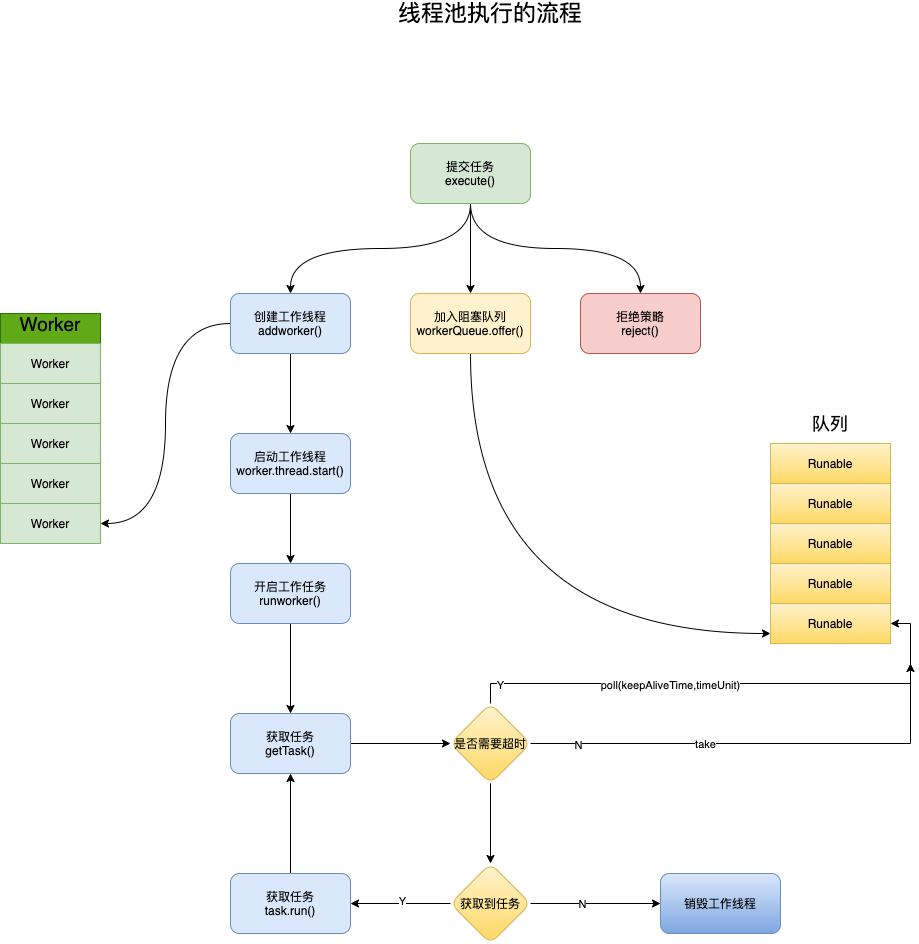 线程池执行的流程
提交任务
execute()
创建工作线程
addworker()
加入阻塞队列
workerQueue.offer()
拒绝策略
reject()
Worker
Worker
Worker
Worker
Worker
Worker
启动工作线程
worker.thread.start()
队列
Runable
Runable
Runable
Runable
Runable
开启工作任务
runworker()
Y
poll(keepAliveTime,timeUnit)
获取任务
getTask()
是否需要超时
N
take
获取任务
task.run()
Y
获取到任务
N
销毁工作线程